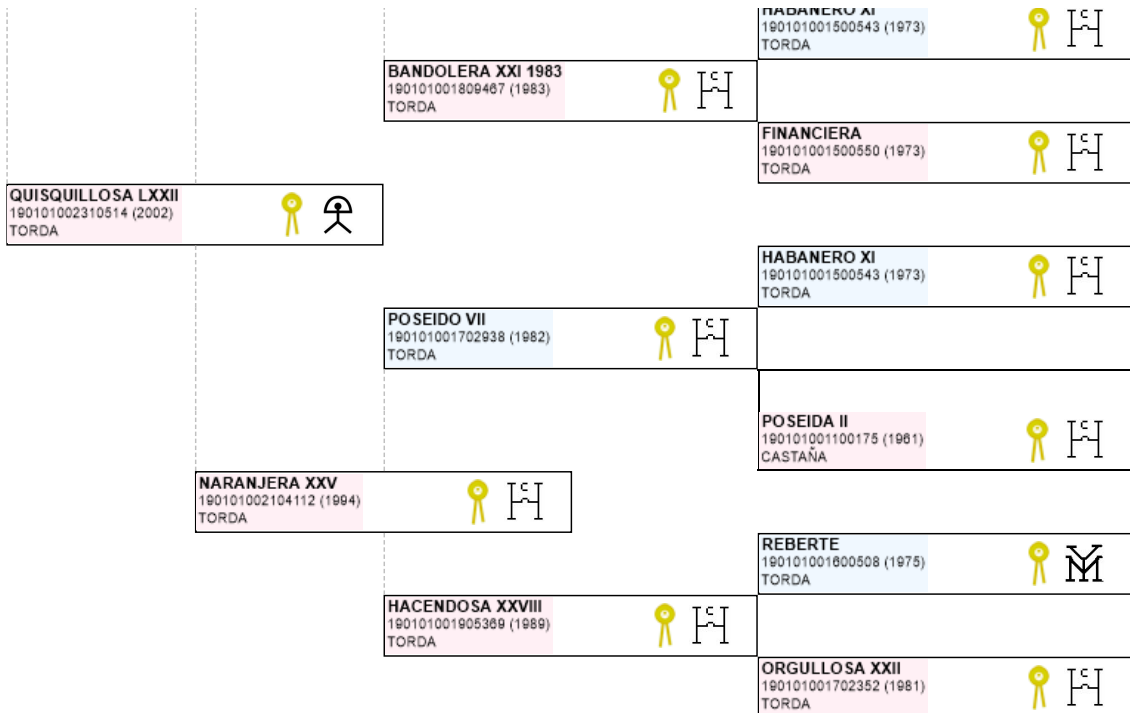 HABANERO XI
190101001500543 (1973)
TORDA
BANDOLERA XXI 1983
190101001809467 (1983)
TORDA
FINANCIERA
190101001500550 (1973)
TORDA
QUISQUILLOSA LXXII
190101002310514 (2002)
TORDA
HABANERO XI
190101001500543 (1973)
TORDA
POSEIDO VII
190101001702938 (1982)
TORDA
POSEIDA II
190101001100175 (1961)
CASTAÑA
NARANJERA XXV
190101002104112 (1994)
TORDA
REBERTE
190101001600508 (1975)
TORDA
HACENDOSA XXVIII
190101001905369 (1989)
TORDA
ORGULLOSA XXII
190101001702352 (1981)
TORDA